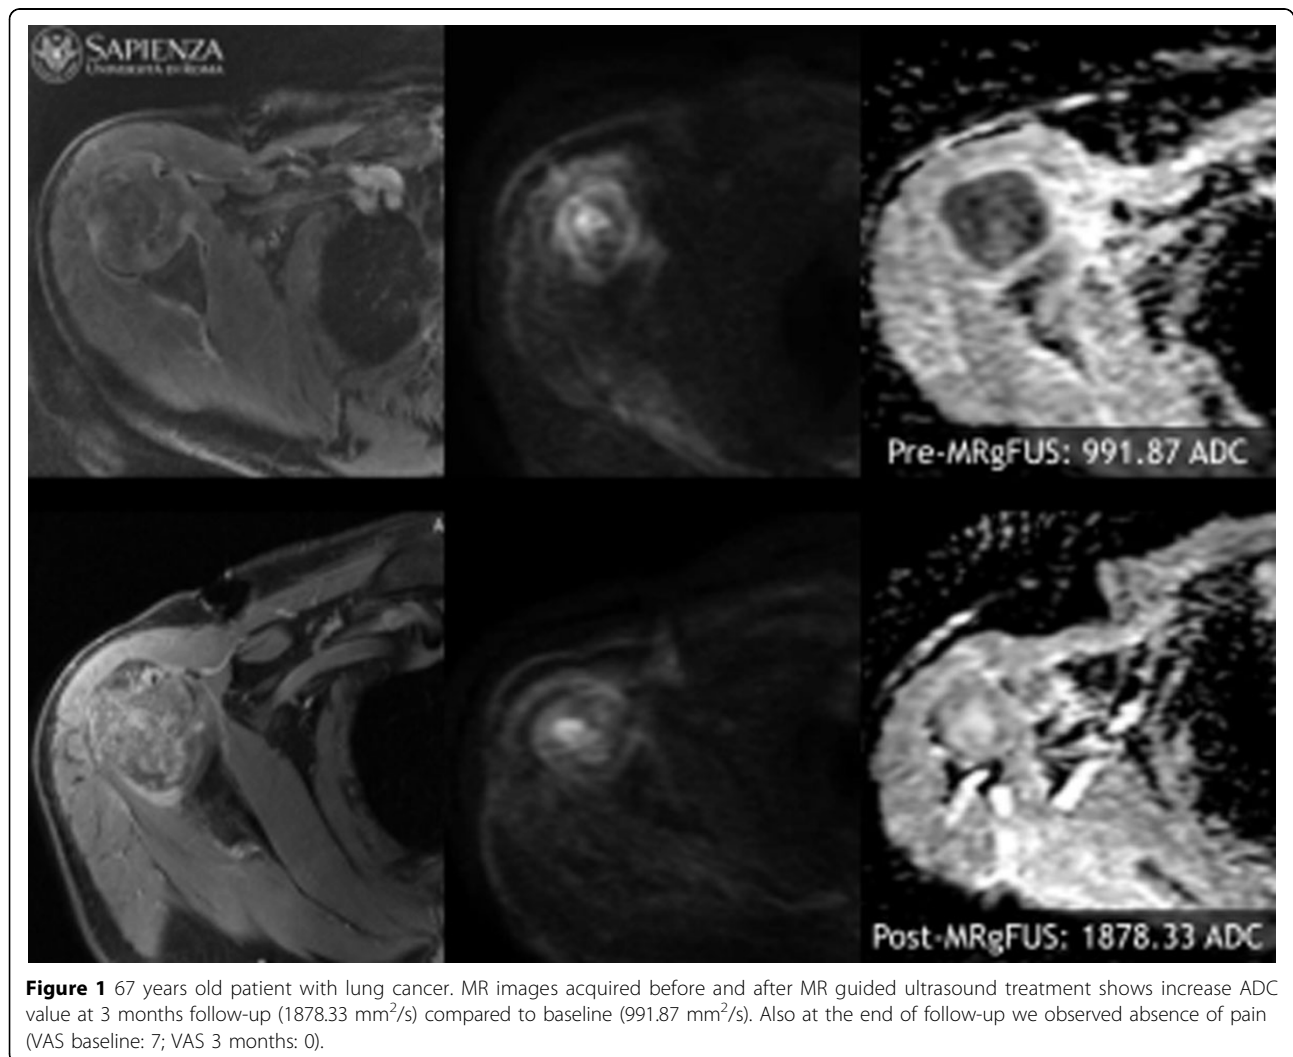 SAPIENZA
UNIVERSITÀ DI ROMA
Pre-MRgFUS: 991.87 ADC
A
Post-MRgFUS: 1878.33 ADC
Figure 1 67 years old patient with lung cancer. MR images acquired before and after MR guided ultrasound treatment shows increase ADC
value at 3 months follow-up (1878.33 mm²/s) compared to baseline (991.87 mm²/s). Also at the end of follow-up we observed absence of pain
(VAS baseline: 7; VAS 3 months: 0).